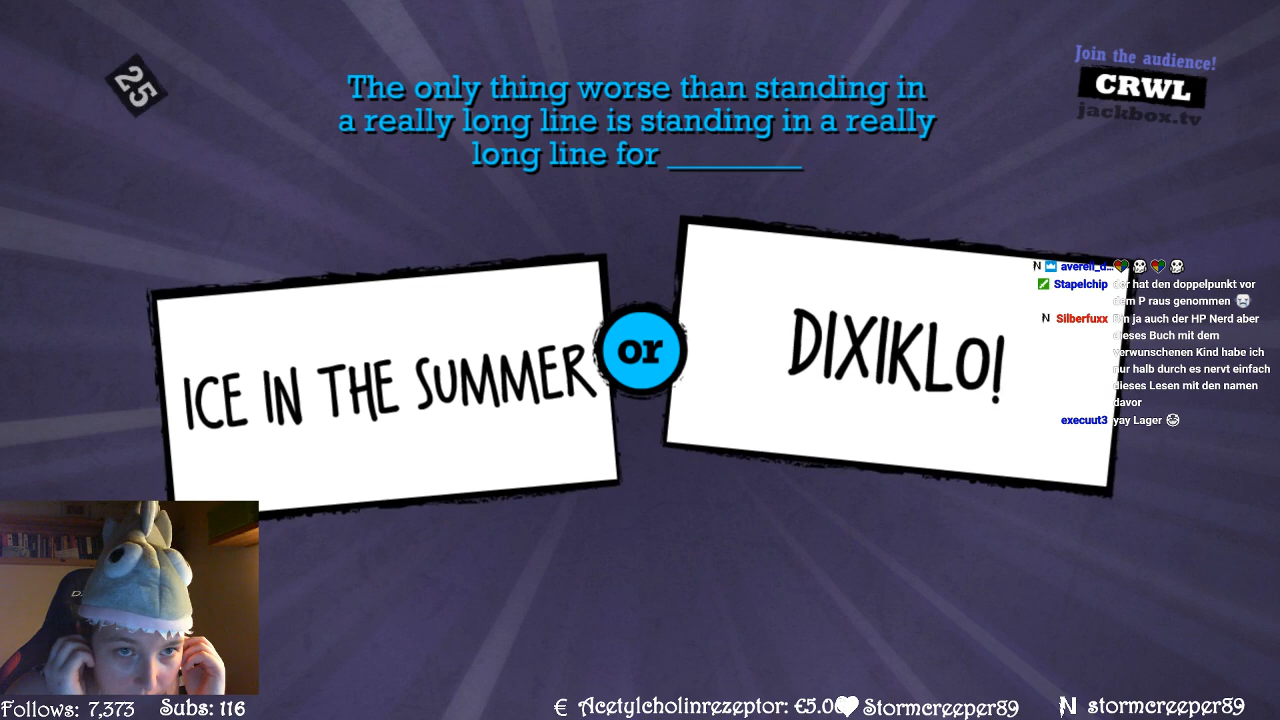 25
The only thing worse than standing in
a really long line is standing in a really
long line for ________
Join the audience!
CRWL
jackbox.tv
ICE IN THE SUMMER
or
DIXIKLO!
averell_d...
Stapelchip der hat den doppelpunkt vor
dem P raus genommen
Silberfuxx Bin ja auch der HP Nerd aber
dieses Buch mit dem
verwunschenen Kind habe ich
nur halb durch es nervt einfach
dieses Lesen mit den namen
davor
execuut3 yay Lager
Follows: 7,373 Subs: 116
€ Acetylcholinrezeptor: €5.00 Stormcreeper89 stormcreeper89